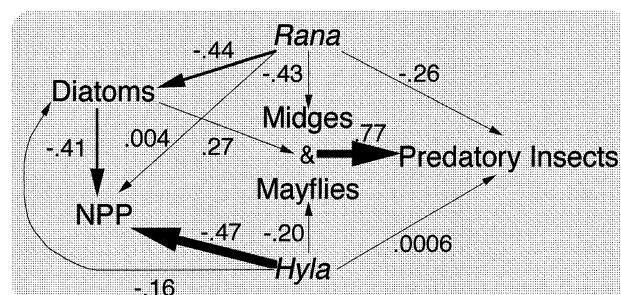 Rana
-.44
-.43
-.26
Diatoms
Midges
.77
-.41
.004
.27
&
Predatory Insects
Mayflies
NPP
-.47
-.20
.0006
Hyla
-.16